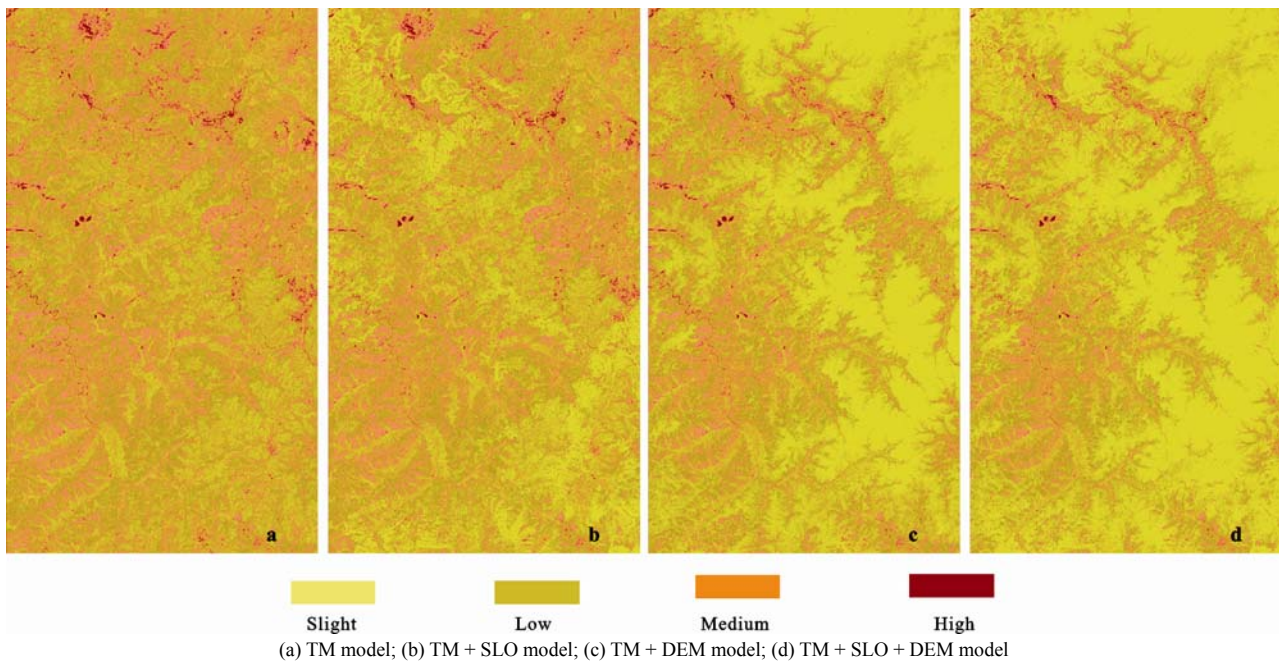 a b c d
Slight Low Medium High
(a) TM model; (b) TM + SLO model; (c) TM + DEM model; (d) TM + SLO + DEM model